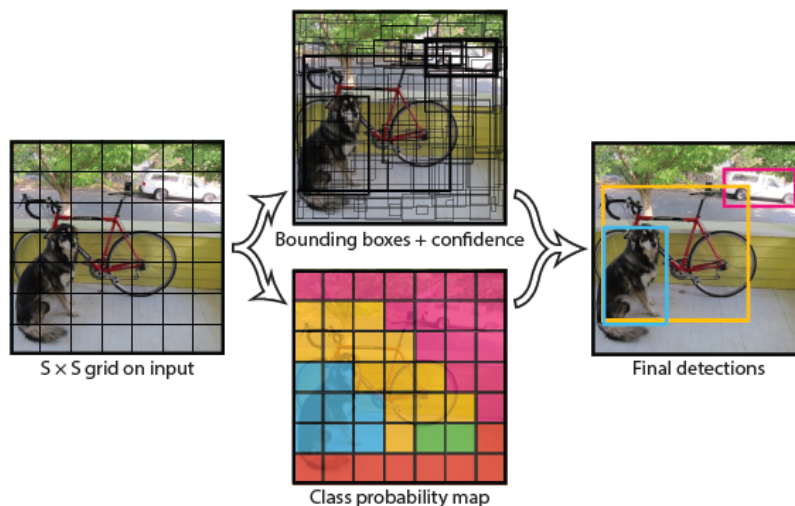 S × S grid on input
Bounding boxes + confidence
Class probability map
Final detections